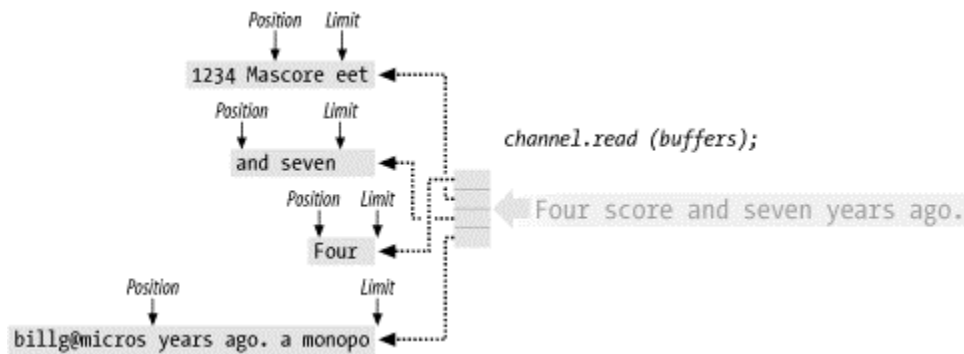 Position Limit
1234 Mascore eet
Position Limit
channel.read (buffers);
and seven
Position Limit
Four score and seven years ago.
Four
Position Limit
billg@micros years ago. a monopo